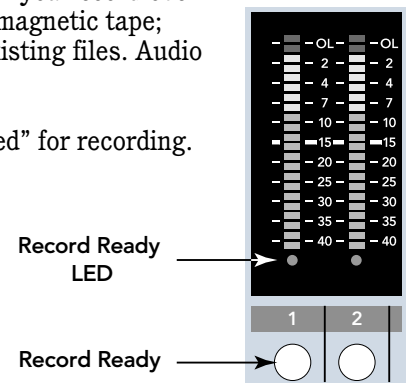 magnetic tape;
isting files. Audio
ed” for recording.
– OL – – OL
– 2 – – 2
– 4 – – 4
– 7 – – 7
– 10 – – 10
– 15 – – 15
– 20 – – 20
– 25 – – 25
– 30 – – 30
– 35 – – 35
– 40 – – 40
Record Ready
LED
1 2
Record Ready